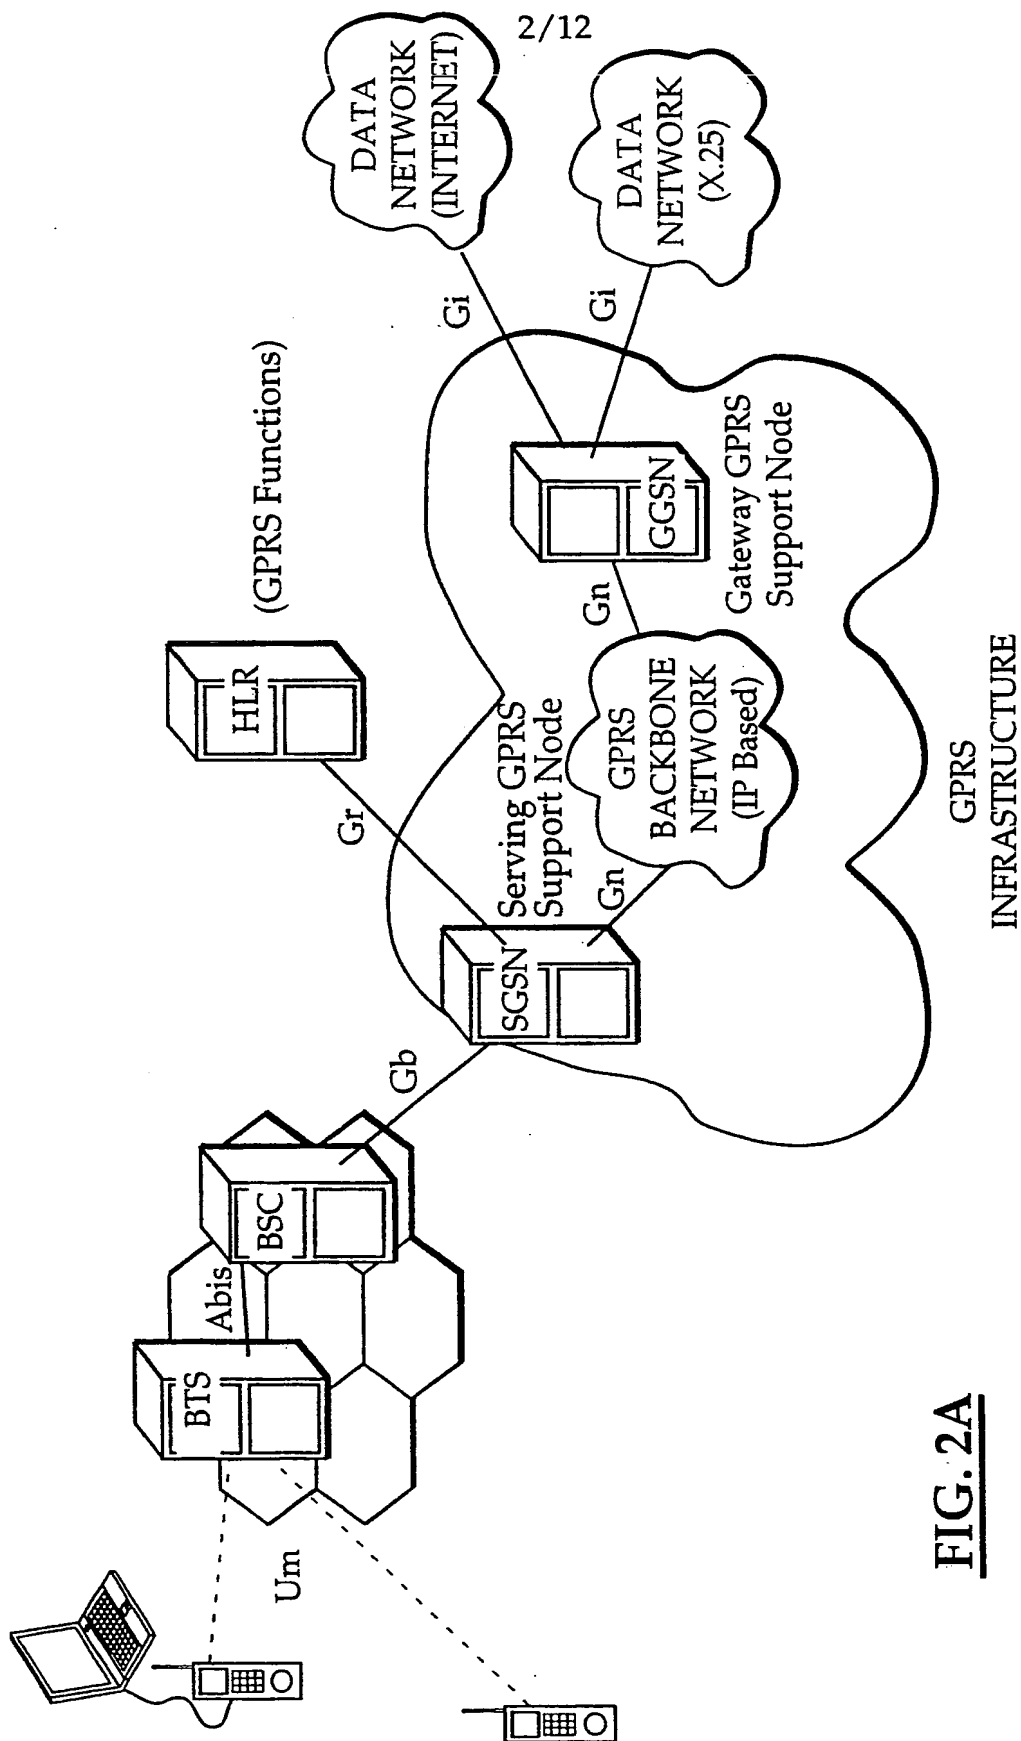 2/12
DATA
NETWORK
(INTERNET)
DATA
NETWORK
(X.25)
Gi
Gi
(GPRS Functions)
HLR
Gr
GGSN
Gateway GPRS
Support Node
Gn
GPRS
BACKBONE
NETWORK
(IP Based)
Serving GPRS
Support Node
Gn
SGSN
Gb
BSC
Abis
BTS
Um
GPRS
INFRASTRUCTURE
FIG. 2A